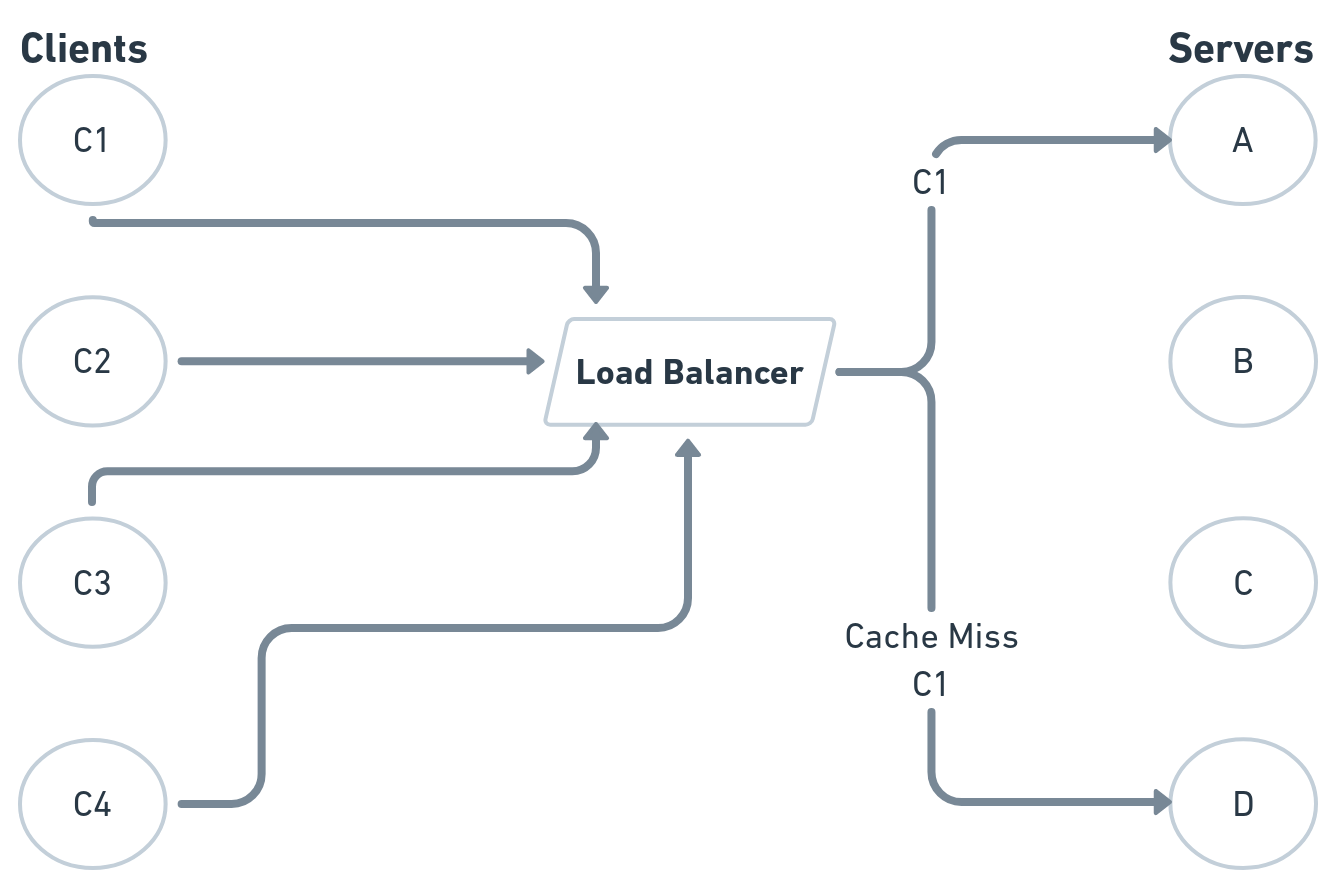 Clients
Servers
C1
A
C1
C2
B
Load Balancer
C3
C
Cache Miss
C1
C4
D